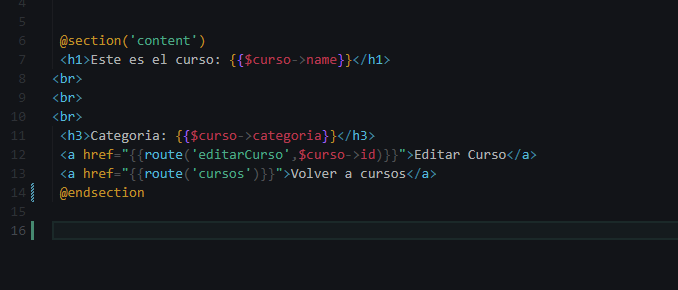 4
5
6 @section('content')
7 <h1>Este es el curso: {{$curso->name}}</h1>
8 <br>
9 <br>
10 <br>
11 <h3>Categoria: {{$curso->categoria}}</h3>
12 <a href="{{route('editarCurso',$curso->id)}}">Editar Curso</a>
13 <a href="{{route('cursos')}}">Volver a cursos</a>
14 @endsection
15
16